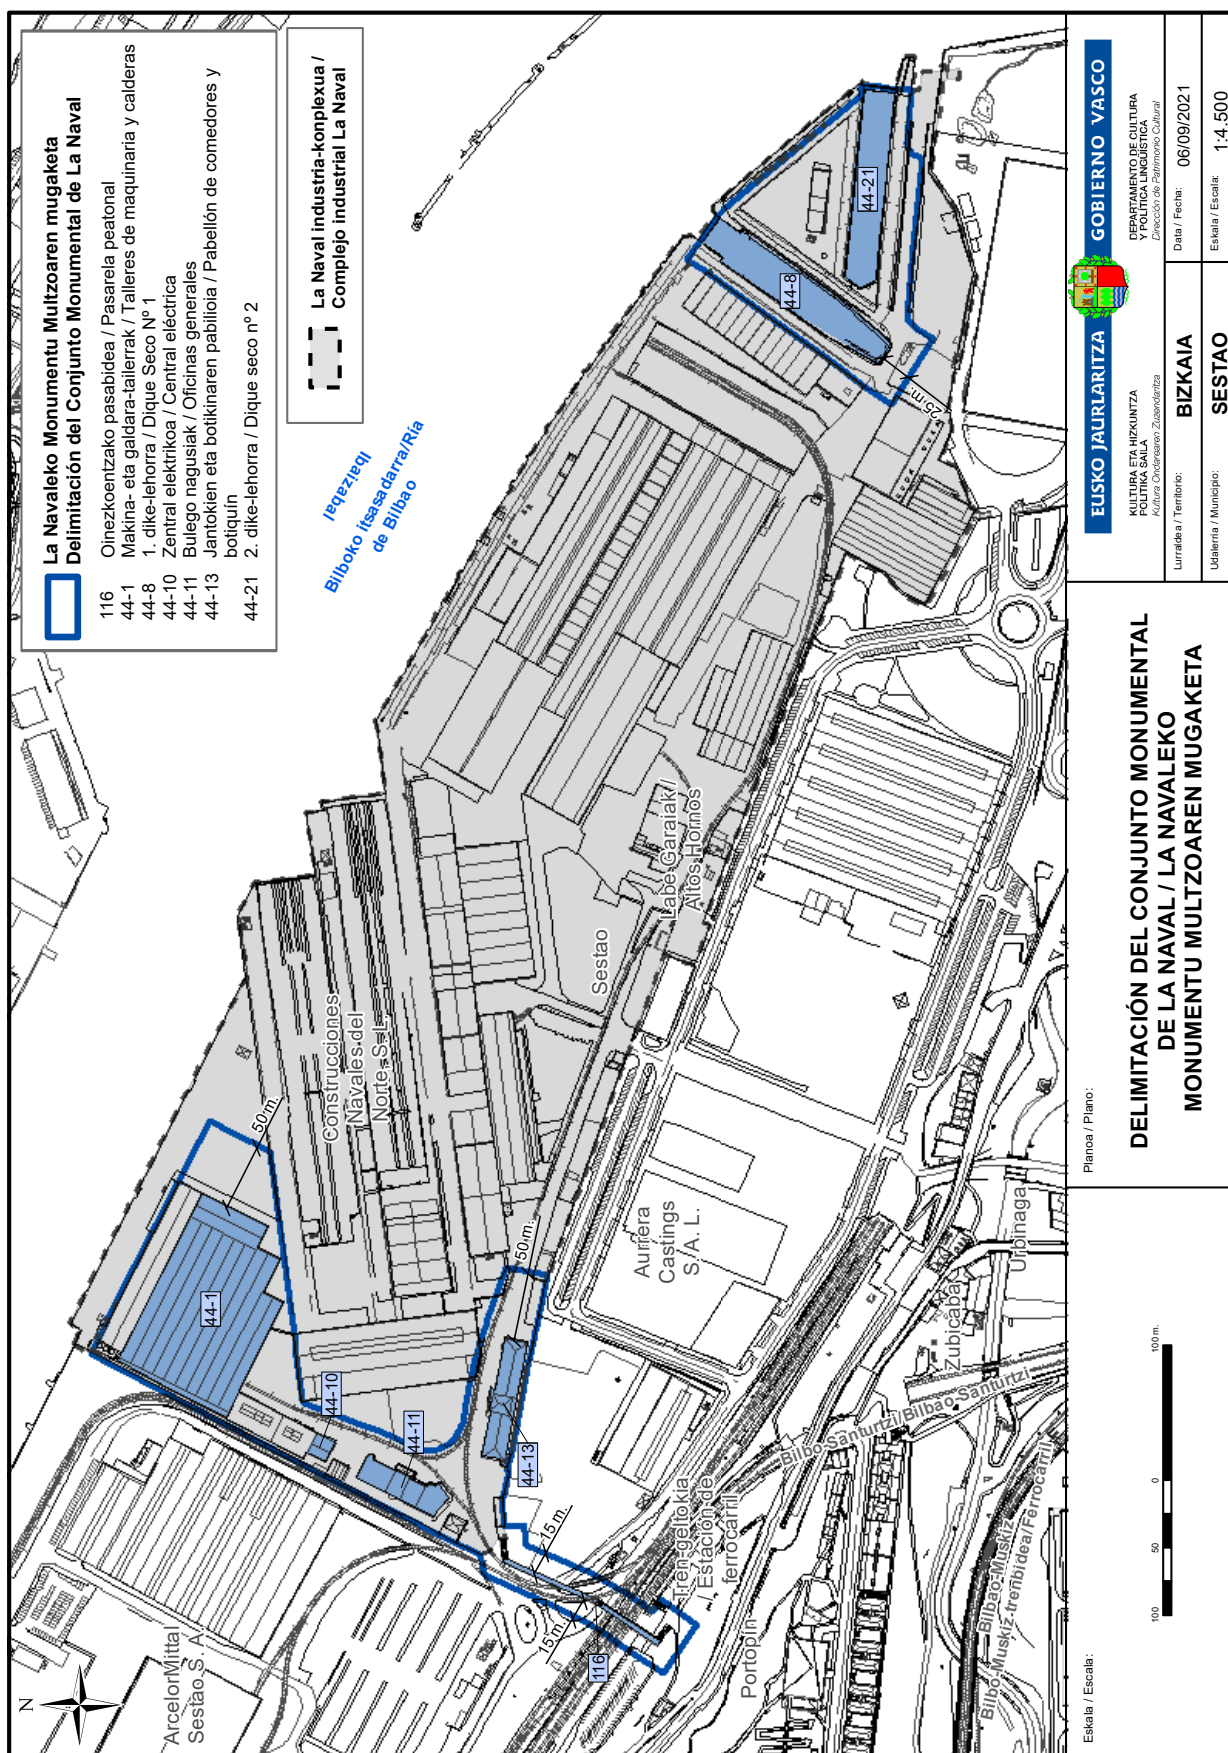 La Navaleko Monumentu Multzoaren mugaketa
Delimitación del Conjunto Monumental de La Naval
116 Oinezkoentzako pasabidea / Pasarela peatonal
44-1 Makina- eta galdara-tailerrak / Talleres de maquinaria y calderas
44-8 1. dike-lehorra / Dique Seco Nº 1
44-10 Zentral elektrikoa / Central eléctrica
44-11 Bulego nagusiak / Oficinas generales
44-13 Jantokien eta botikinaren pabilioia / Pabellón de comedores y
botiquín
44-21 2. dike-lehorra / Dique seco nº 2
La Naval industria-konplexua /
Complejo industrial La Naval
Ibaizabal
Bilboko itsasadarra/Ría
de Bilbao
N
ArcelorMittal
Sestao, S. A.
44-1
44-10
44-11
44-13
116
44-8
44-21
50 m.
50 m.
15 m.
15 m.
25 m.
Construcciones
Navales del
Norte, S. L.
Sestao
Labe Garaiak/
Altos Hornos
Aurrera
Castings
S.A. L.
Tren-geltokia
/ Estación de
ferrocarril
Portopin
Zubicaba
Urbinaga
Bilbo-Santurtzi/Bilbao-Santurtzi
Bilbao-Muskiz
Bilbo-Muskiz trenbidea/Ferrocarril
Eskala / Escala:
100 50 0 100 m.
Planoa / Plano:
DELIMITACIÓN DEL CONJUNTO MONUMENTAL
DE LA NAVAL / LA NAVALEKO
MONUMENTU MULTZOAREN MUGAKETA
EUSKO JAURLARITZA GOBIERNO VASCO
KULTURA ETA HIZKUNTZA
POLITIKA SAILA
Kultura Ondarearen Zuzendaritza
DEPARTAMENTO DE CULTURA
Y POLÍTICA LINGÜÍSTICA
Dirección de Patrimonio Cultural
Lurraldea / Territorio: BIZKAIA
Data / Fecha: 06/09/2021
Udalerria / Municipio: SESTAO
Eskala / Escala: 1:4.500